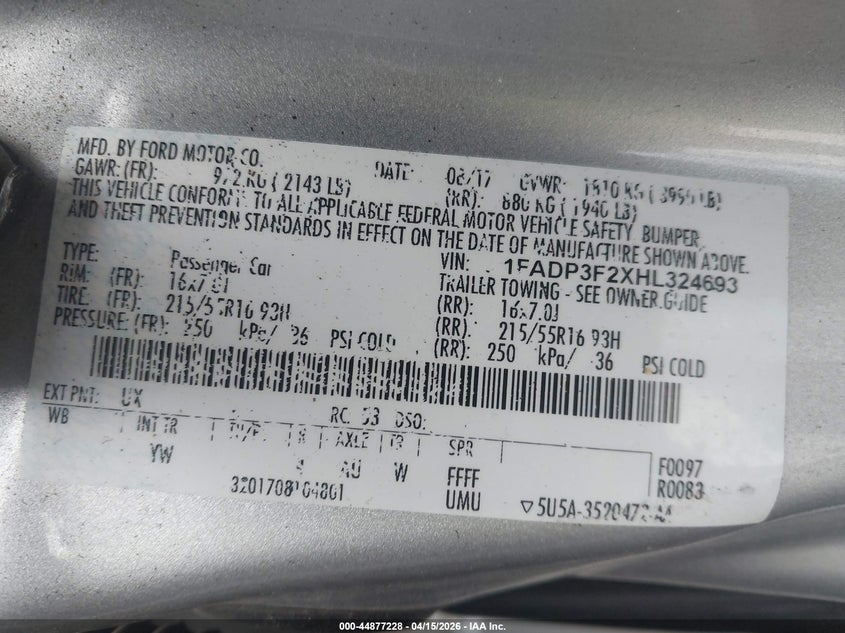 MFD. BY FORD MOTOR CO. DATE: 08/17 GVWR: 1810 KG ( 3990 LB)
GAWR: (FR): 972 KG ( 2143 LB) (RR): 880 KG ( 1940 LB)
THIS VEHICLE CONFORMS TO ALL APPLICABLE FEDERAL MOTOR VEHICLE SAFETY, BUMPER,
AND THEFT PREVENTION STANDARDS IN EFFECT ON THE DATE OF MANUFACTURE SHOWN ABOVE.
VIN: 1FADP3F2XHL324693
TYPE: Passenger Car TRAILER TOWING - SEE OWNER GUIDE
RIM: (FR) 16x7.0J (RR): 16x7.0J
TIRE: (FR) 215/55R16 93H (RR): 215/55R16 93H
PRESSURE: (FR): 250 kPa/ 36 PSI COLD (RR): 250 kPa/ 36 PSI COLD
EXT PNT: UX RC: 53 DSO:
WB INT TR TP/PS R AXLE TR SPR
YW 4 AU W FFFF F0097
UMU R0083
3201708104801 ▽5U5A-3520472-AA
000-44877228 - 04/15/2026 - IAA Inc.